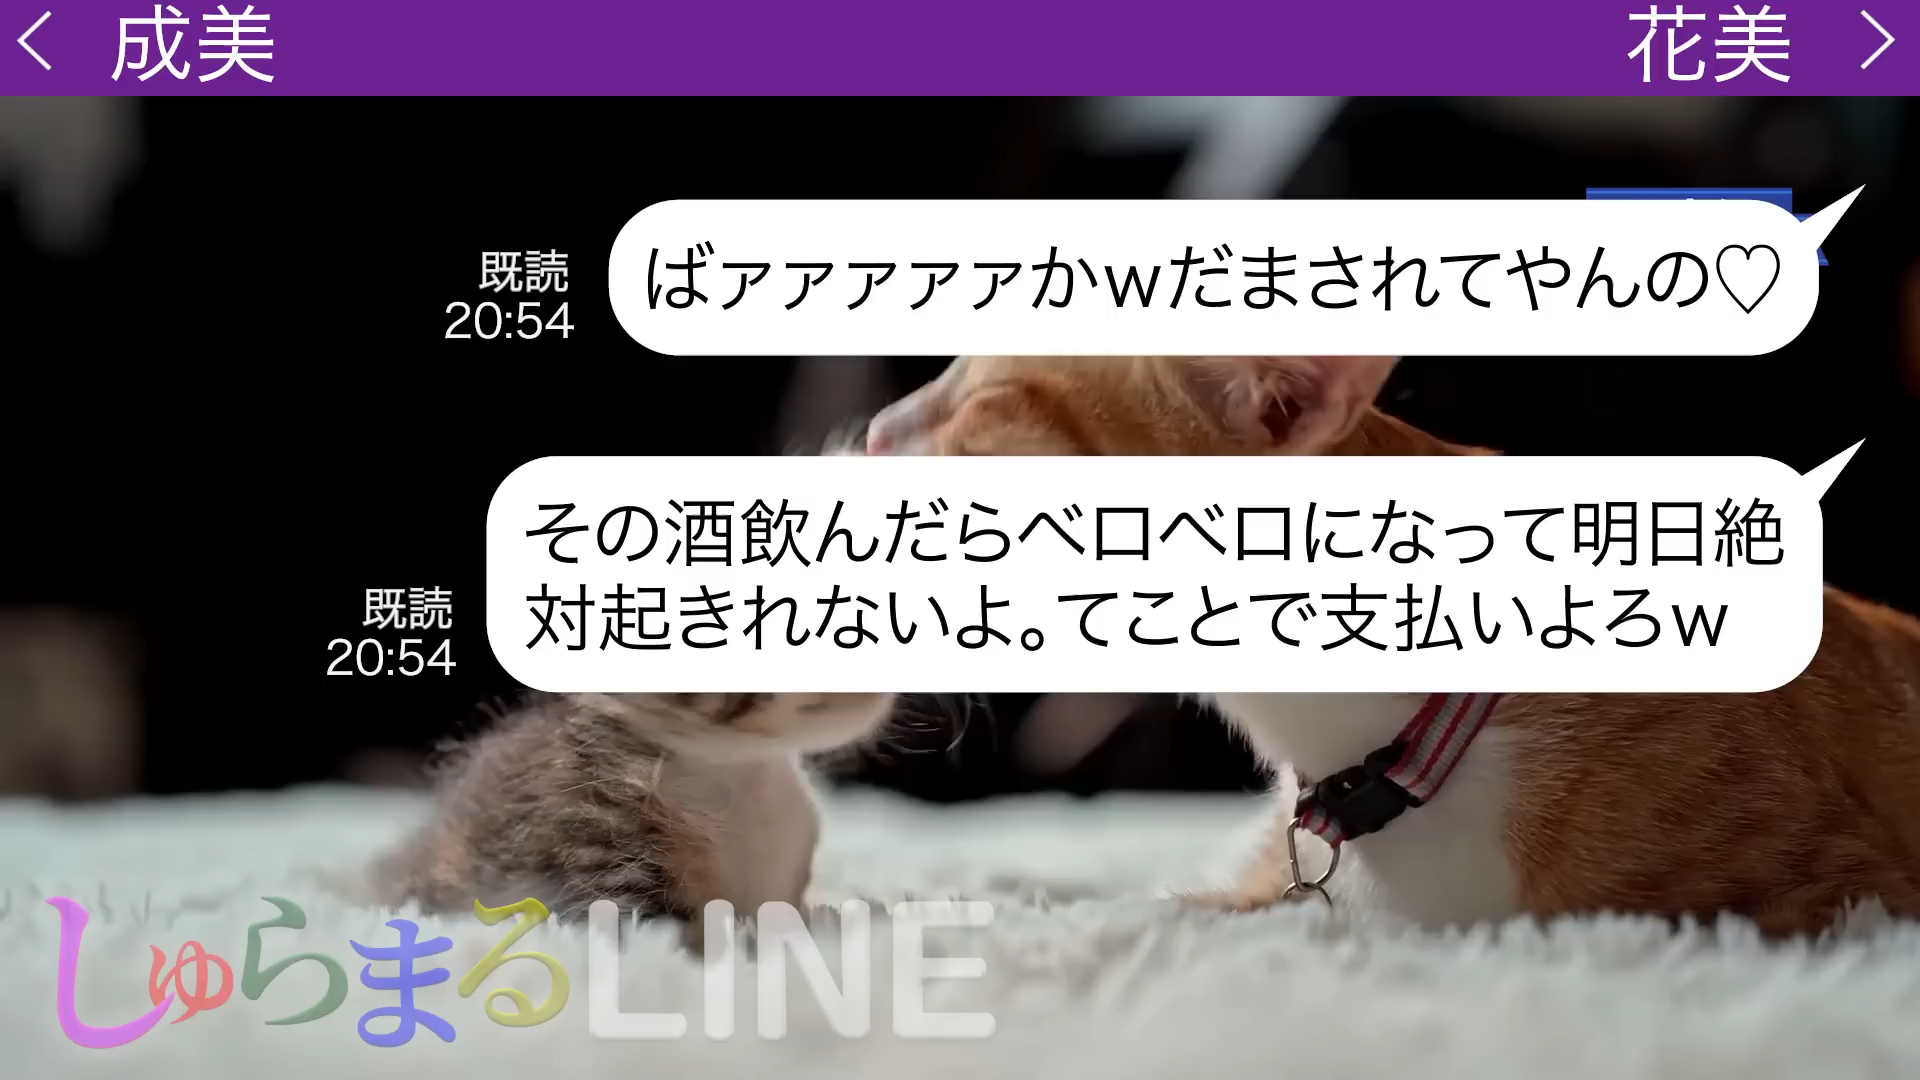 成美
花美
ばァァァァァかwだまされてやんの♡
既読
20:54
その酒飲んだらベロベロになって明日絶
対起きれないよ。てことで支払いよろw
既読
20:54
しゅらまるLINE